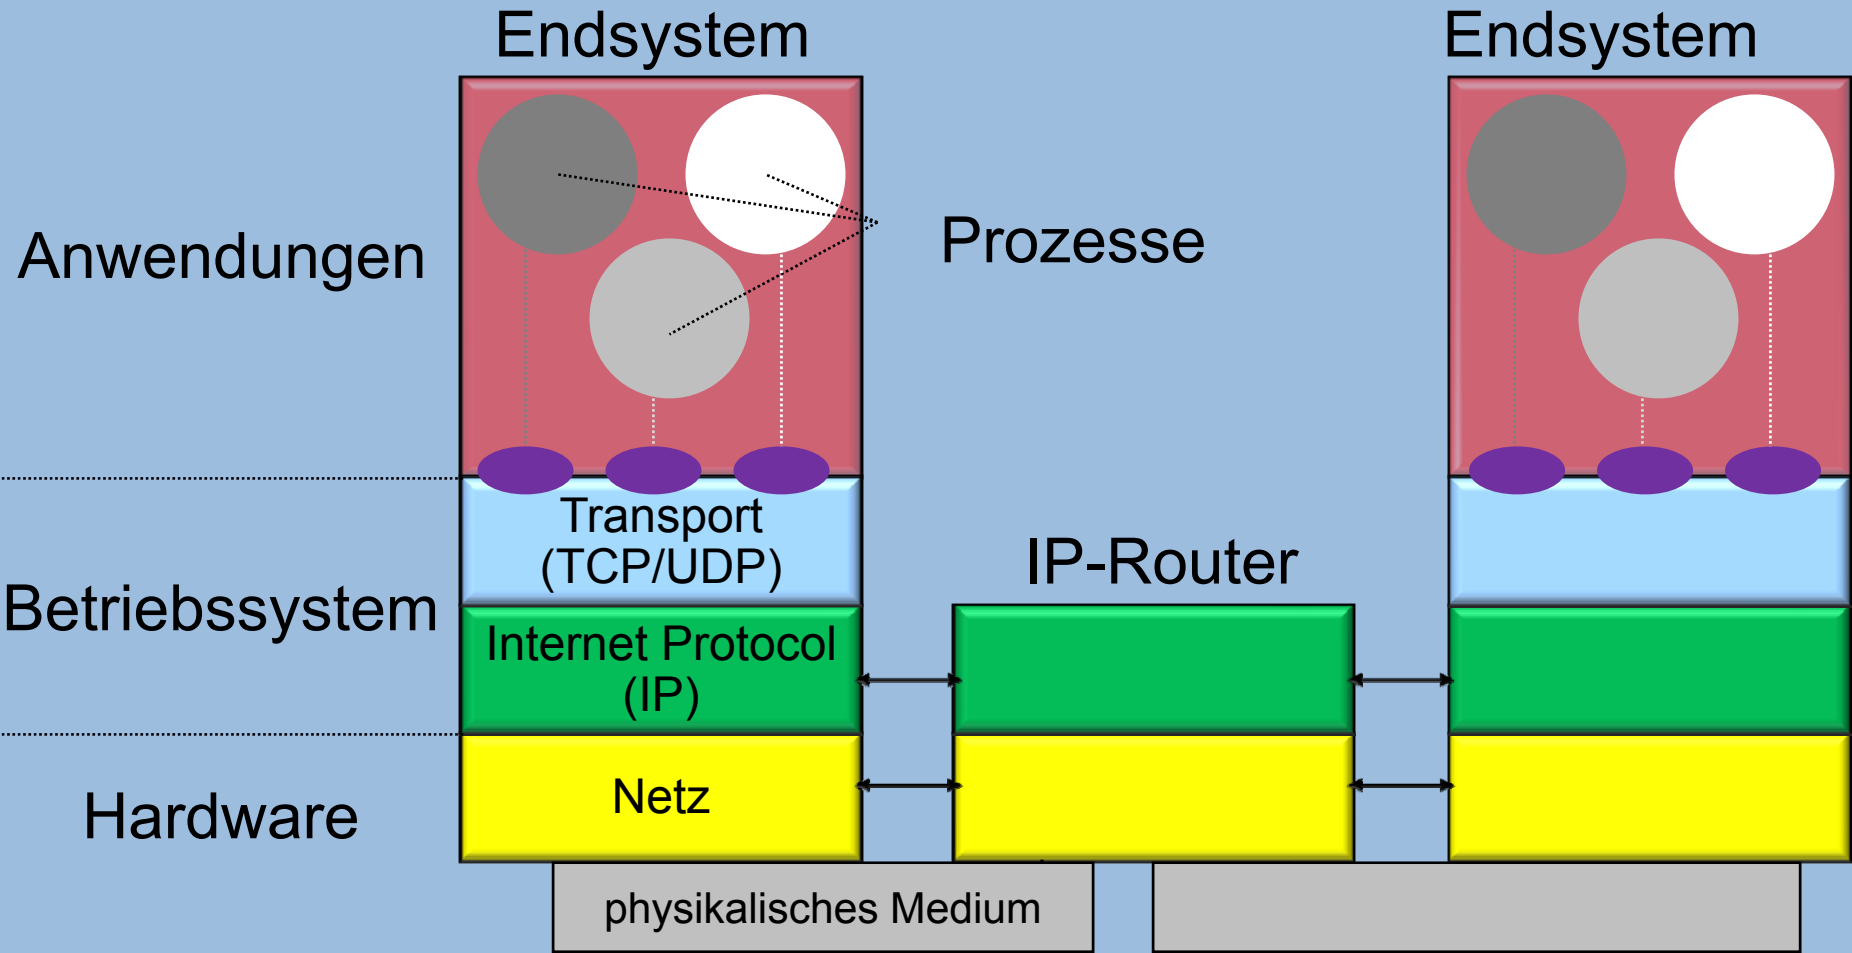 Endsystem
Endsystem
Anwendungen
Prozesse
Transport
(TCP/UDP)
IP-Router
Betriebssystem
Internet Protocol
(IP)
Netz
Hardware
physikalisches Medium